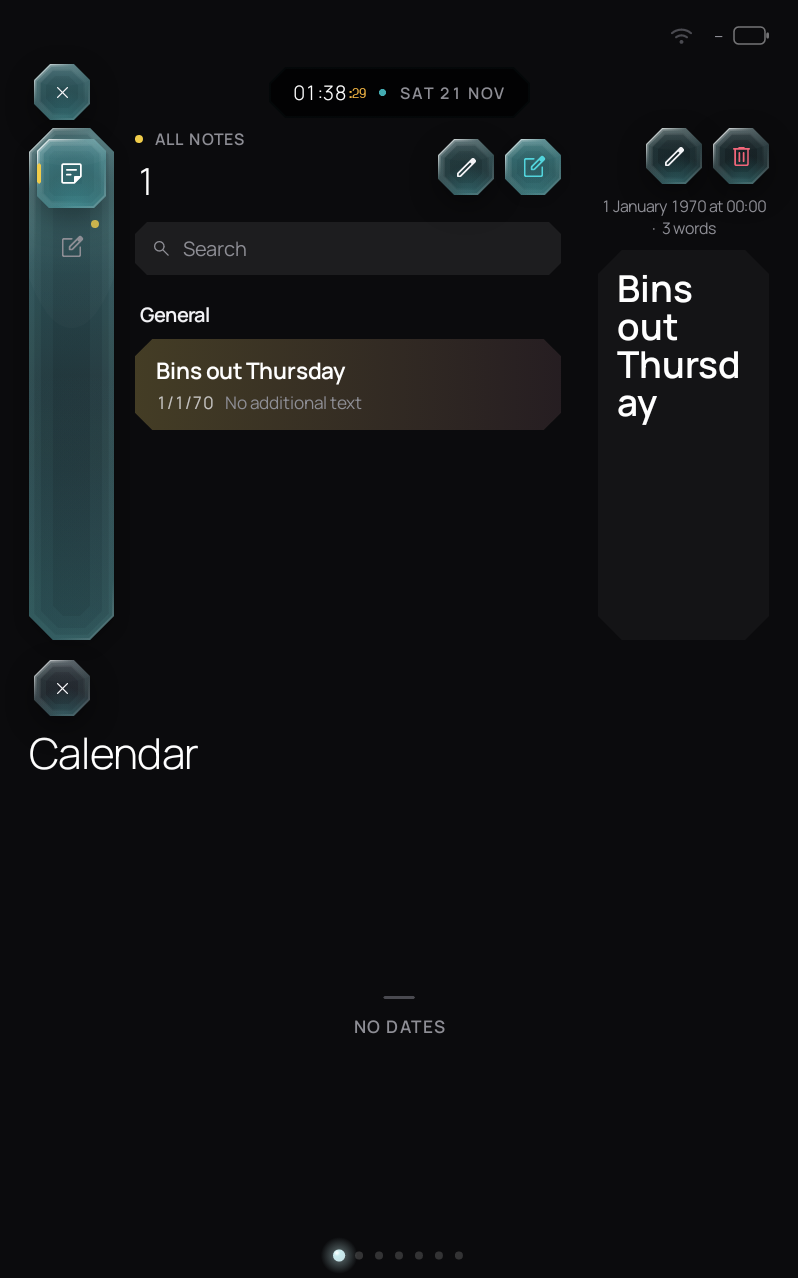 –
01:38:29 SAT 21 NOV
ALL NOTES
1
Search
General
Bins out Thursday
1/1/70 No additional text
1 January 1970 at 00:00
· 3 words
Bins
out
Thursd
ay
Calendar
NO DATES